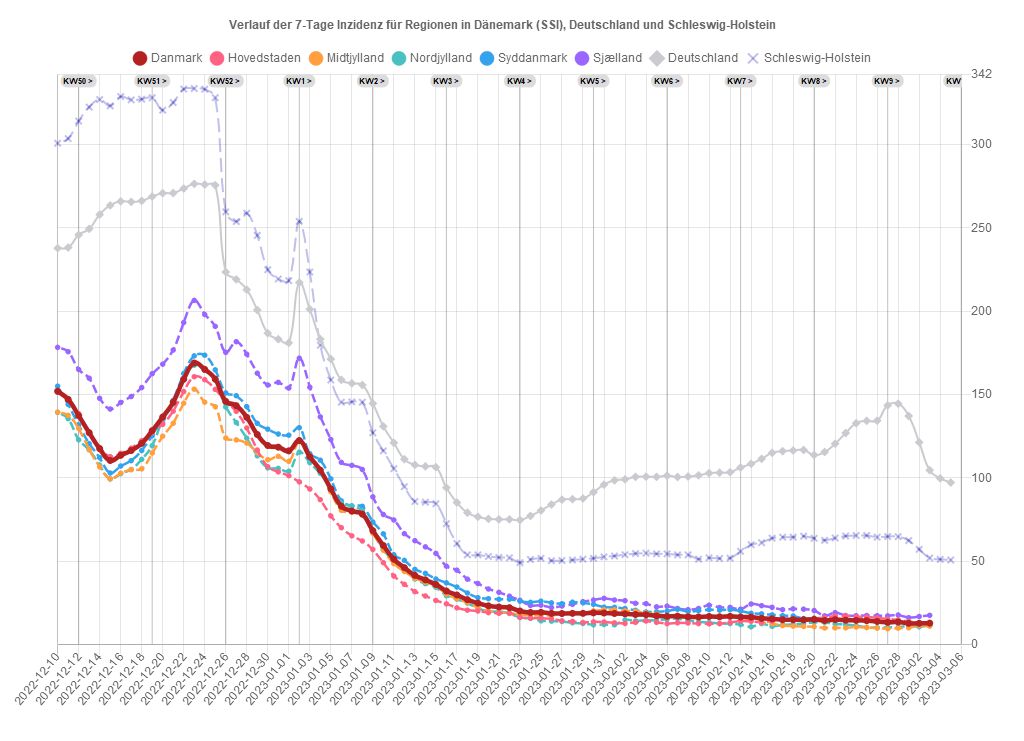 Verlauf der 7-Tage Inzidenz für Regionen in Dänemark (SSI), Deutschland und Schleswig-Holstein
Danmark Hovedstaden Midtjylland Nordjylland Syddanmark Sjælland Deutschland Schleswig-Holstein
KW50 > KW51 > KW52 > KW1 > KW2 > KW3 > KW4 > KW5 > KW6 > KW7 > KW8 > KW9 > KW
342
300
250
200
150
100
50
0
2022-12-10 2022-12-12 2022-12-14 2022-12-16 2022-12-18 2022-12-20 2022-12-22 2022-12-24 2022-12-26 2022-12-28 2022-12-30 2023-01-01 2023-01-03 2023-01-05 2023-01-07 2023-01-09 2023-01-11 2023-01-13 2023-01-15 2023-01-17 2023-01-19 2023-01-21 2023-01-23 2023-01-25 2023-01-27 2023-01-29 2023-01-31 2023-02-02 2023-02-04 2023-02-06 2023-02-08 2023-02-10 2023-02-12 2023-02-14 2023-02-16 2023-02-18 2023-02-20 2023-02-22 2023-02-24 2023-02-26 2023-02-28 2023-03-02 2023-03-04 2023-03-06